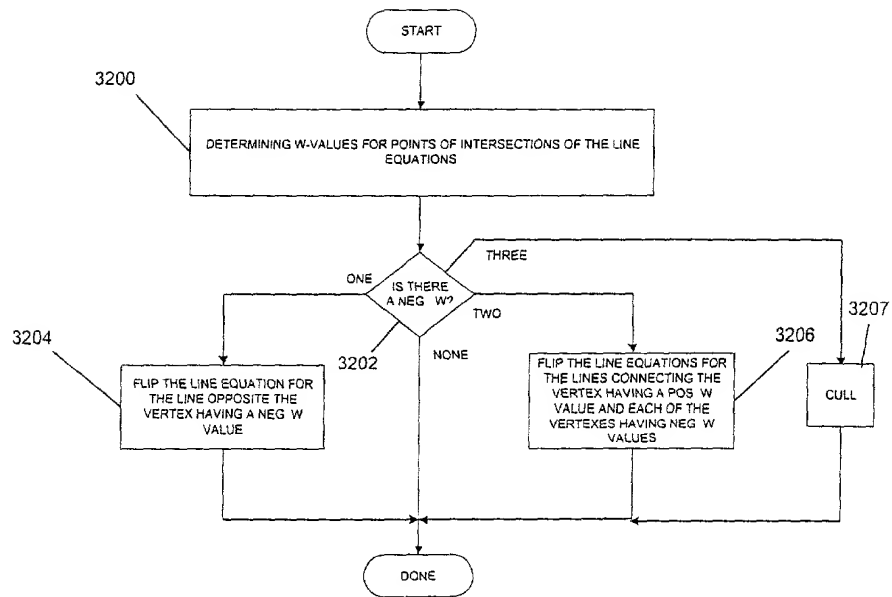 START
3200
DETERMINING W-VALUES FOR POINTS OF INTERSECTIONS OF THE LINE
EQUATIONS
THREE
ONE
IS THERE
A NEG W?
TWO
3207
3204
3202
NONE
3206
FLIP THE LINE EQUATION FOR
THE LINE OPPOSITE THE
VERTEX HAVING A NEG W
VALUE
FLIP THE LINE EQUATIONS FOR
THE LINES CONNECTING THE
VERTEX HAVING A POS W
VALUE AND EACH OF THE
VERTEXES HAVING NEG W
VALUES
CULL
DONE